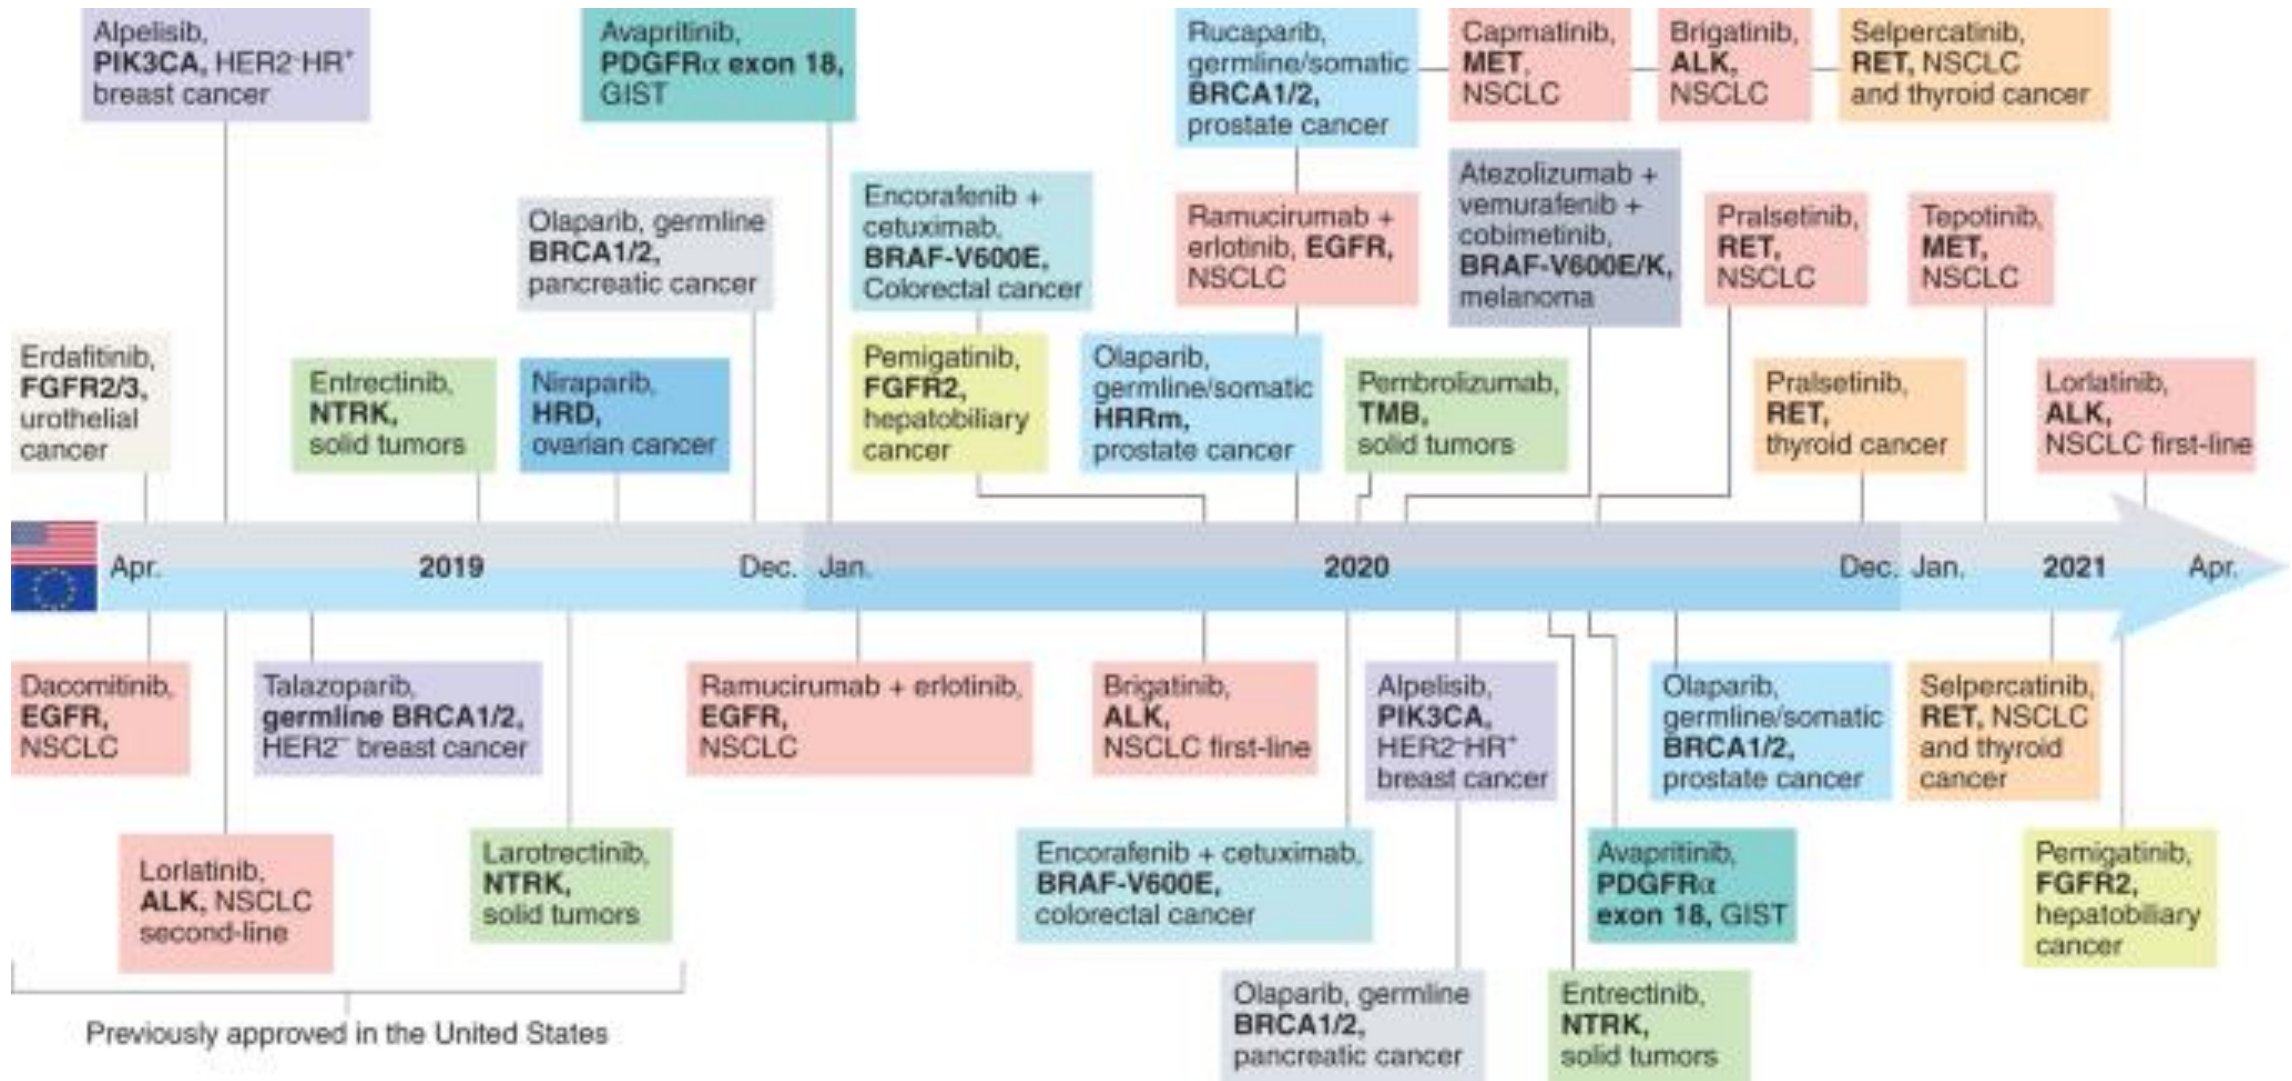 Alpelisib,
PIK3CA, HER2⁻HR⁺
breast cancer
Avapritinib,
PDGFRα exon 18,
GIST
Rucaparib,
germline/somatic
BRCA1/2,
prostate cancer
Capmatinib,
MET,
NSCLC
Brigatinib,
ALK,
NSCLC
Selpercatinib,
RET, NSCLC
and thyroid cancer
Olaparib, germline
BRCA1/2,
pancreatic cancer
Encorafenib +
cetuximab,
BRAF-V600E,
Colorectal cancer
Ramucirumab +
erlotinib, EGFR,
NSCLC
Atezolizumab +
vemurafenib +
cobimetinib,
BRAF-V600E/K,
melanoma
Pralsetinib,
RET,
NSCLC
Tepotinib,
MET,
NSCLC
Erdafitinib,
FGFR2/3,
urothelial
cancer
Entrectinib,
NTRK,
solid tumors
Niraparib,
HRD,
ovarian cancer
Pemigatinib,
FGFR2,
hepatobiliary
cancer
Olaparib,
germline/somatic
HRRm,
prostate cancer
Pembrolizumab,
TMB,
solid tumors
Pralsetinib,
RET,
thyroid cancer
Lorlatinib,
ALK,
NSCLC first-line
Apr. 2019 Dec. Jan. 2020 Dec. Jan. 2021 Apr.
Dacomitinib,
EGFR,
NSCLC
Talazoparib,
germline BRCA1/2,
HER2⁻ breast cancer
Ramucirumab + erlotinib,
EGFR,
NSCLC
Brigatinib,
ALK,
NSCLC first-line
Alpelisib,
PIK3CA,
HER2⁻HR⁺
breast cancer
Olaparib,
germline/somatic
BRCA1/2,
prostate cancer
Selpercatinib,
RET, NSCLC
and thyroid
cancer
Lorlatinib,
ALK, NSCLC
second-line
Larotrectinib,
NTRK,
solid tumors
Encorafenib + cetuximab,
BRAF-V600E,
colorectal cancer
Avapritinib,
PDGFRα
exon 18, GIST
Pemigatinib,
FGFR2,
hepatobiliary
cancer
Olaparib, germline
BRCA1/2,
pancreatic cancer
Entrectinib,
NTRK,
solid tumors
Previously approved in the United States